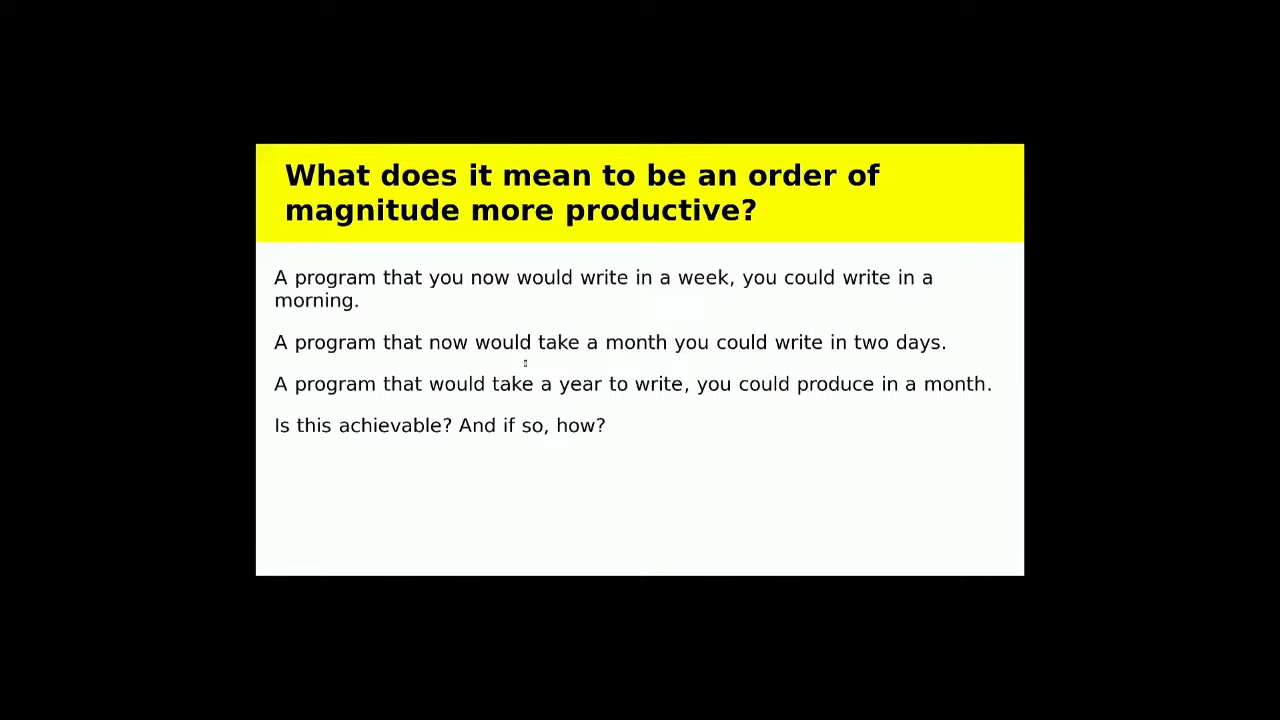 What does it mean to be an order of
magnitude more productive?
A program that you now would write in a week, you could write in a
morning.
A program that now would take a month you could write in two days.
A program that would take a year to write, you could produce in a month.
Is this achievable? And if so, how?